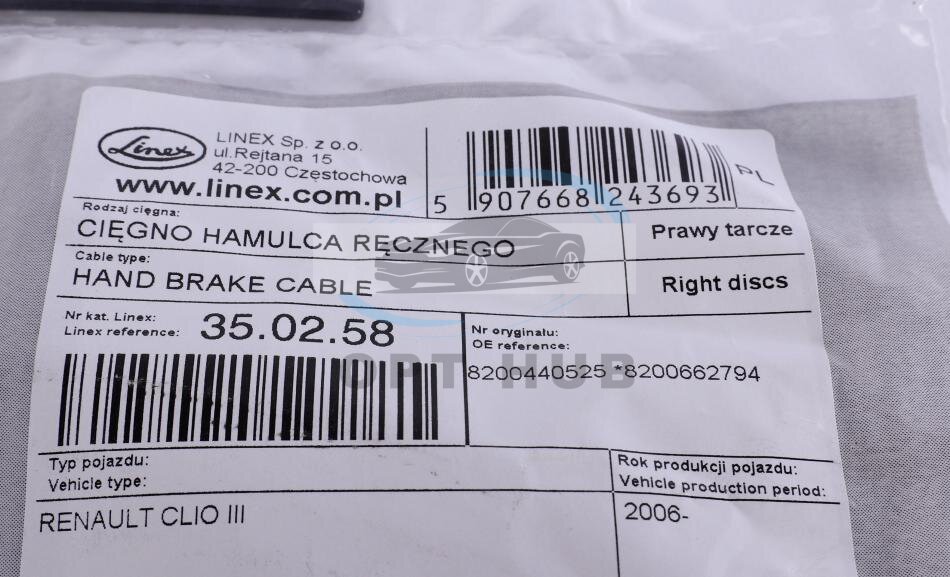 Linex
LINEX Sp. z o.o.
ul.Rejtana 15
42-200 Częstochowa
www.linex.com.pl
5 907668 243693
PL
Rodzaj cięgna:
CIĘGNO HAMULCA RĘCZNEGO
Prawy tarcze
Cable type:
HAND BRAKE CABLE
Right discs
Nr kat. Linex:
Linex reference:
35.02.58
Nr oryginału:
OE reference:
8200440525 *8200662794
OPT HUB
Typ pojazdu:
Vehicle type:
RENAULT CLIO III
Rok produkcji pojazdu:
Vehicle production period:
2006-